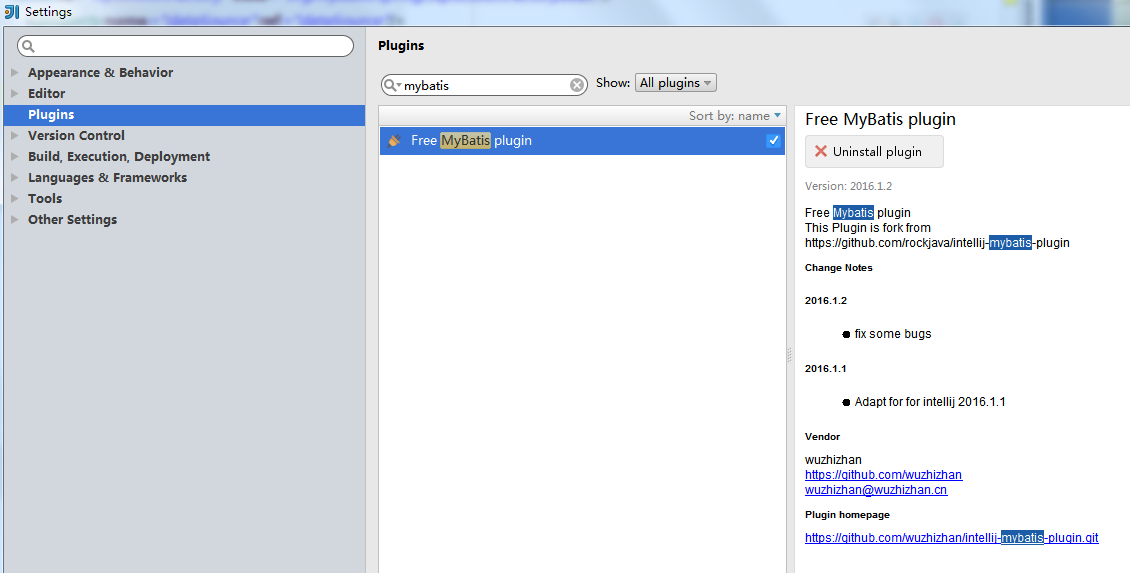 Settings
name="dataSource" ref="dataSource"/>
Plugins
Appearance & Behavior
Editor
Plugins
Version Control
Build, Execution, Deployment
Languages & Frameworks
Tools
Other Settings
mybatis
Show: All plugins
Sort by: name
Free MyBatis plugin
Free MyBatis plugin
Uninstall plugin
Version: 2016.1.2
Free Mybatis plugin
This Plugin is fork from
https://github.com/rockjava/intellij-mybatis-plugin
Change Notes
2016.1.2
fix some bugs
2016.1.1
Adapt for for intellij 2016.1.1
Vendor
wuzhizhan
https://github.com/wuzhizhan
wuzhizhan@wuzhizhan.cn
Plugin homepage
https://github.com/wuzhizhan/intellij-mybatis-plugin.git